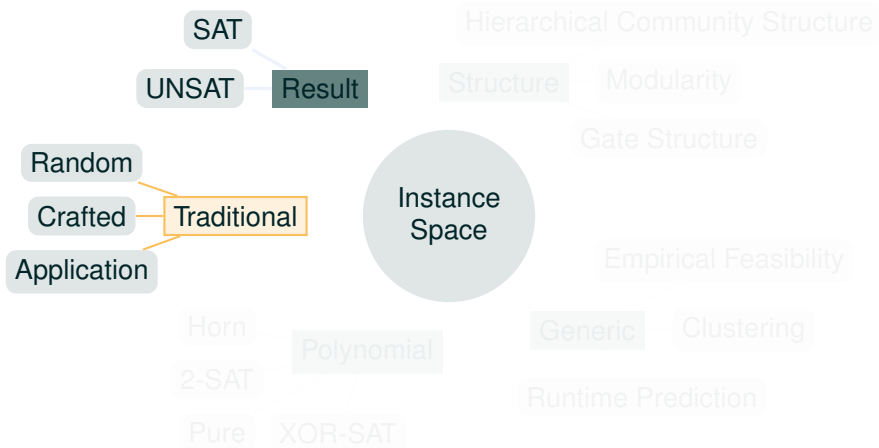 SAT
Hierarchical Community Structure
UNSAT
Result
Structure
Modularity
Gate Structure
Random
Crafted
Traditional
Application
Instance
Space
Empirical Feasibility
Horn
Polynomial
Generic
Clustering
2-SAT
Runtime Prediction
Pure
XOR-SAT